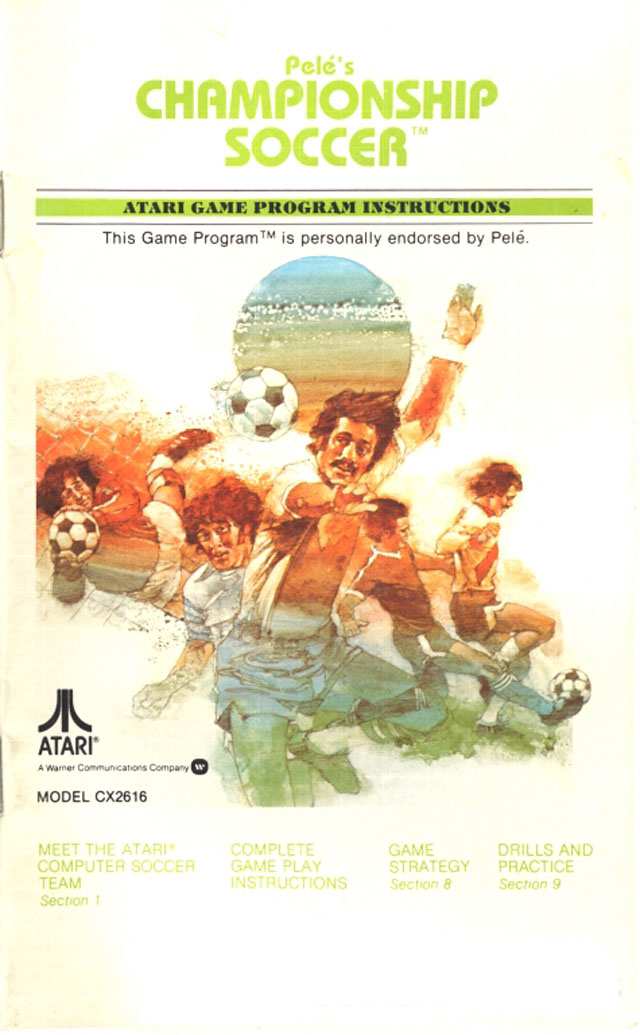 Pelé's
CHAMPIONSHIP
SOCCER™
ATARI GAME PROGRAM INSTRUCTIONS
This Game Program™ is personally endorsed by Pelé.
ATARI®
A Warner Communications Company
MODEL CX2616
MEET THE ATARI®
COMPUTER SOCCER
TEAM
Section 1
COMPLETE
GAME PLAY
INSTRUCTIONS
GAME
STRATEGY
Section 8
DRILLS AND
PRACTICE
Section 9